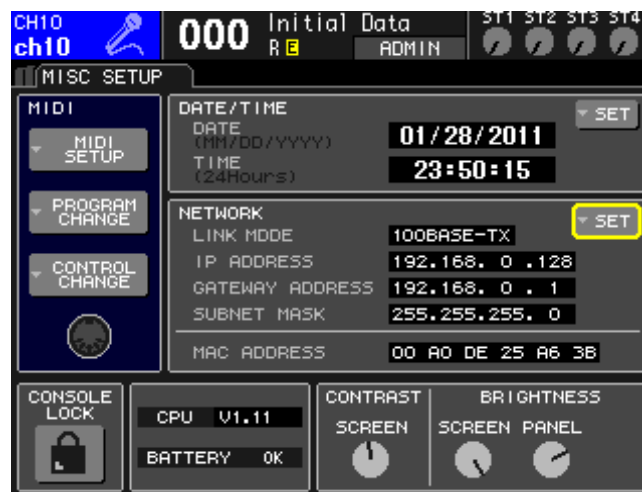 CH10
ch10
000
Initial Data
R E
ADMIN
ST1 ST2 ST3 ST4
MISC SETUP
MIDI
MIDI SETUP
PROGRAM CHANGE
CONTROL CHANGE
DATE/TIME
SET
DATE
(MM/DD/YYYY)
01/28/2011
TIME
(24Hours)
23:50:15
NETWORK
SET
LINK MODE 100BASE-TX
IP ADDRESS 192.168. 0 .128
GATEWAY ADDRESS 192.168. 0 . 1
SUBNET MASK 255.255.255. 0
MAC ADDRESS 00 A0 DE 25 A6 3B
CONSOLE LOCK
CPU V1.11
BATTERY OK
CONTRAST
SCREEN
BRIGHTNESS
SCREEN PANEL